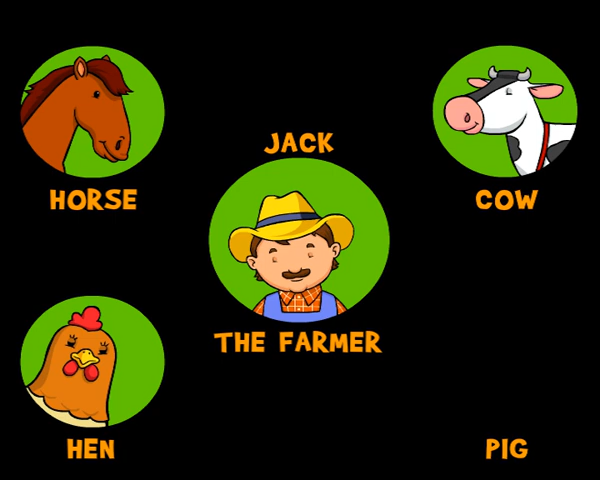 JACK
HORSE
COW
THE FARMER
HEN
PIG